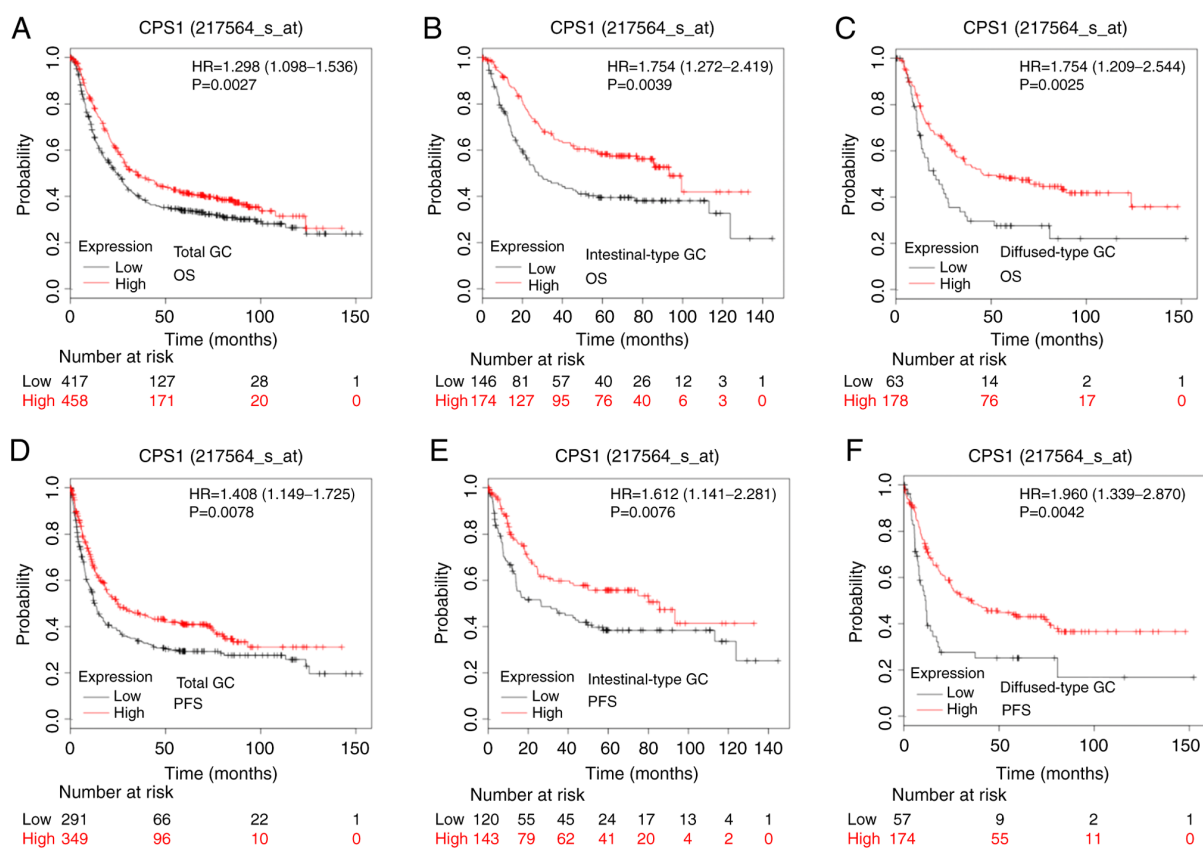 A
CPS1 (217564_s_at)
HR=1.298 (1.098–1.536)
P=0.0027
Probability
1.0
0.8
0.6
0.4
0.2
0.0
Expression
Low
High
Total GC
OS
0 50 100 150
Time (months)
Number at risk
Low 417 127 28 1
High 458 171 20 0
B
CPS1 (217564_s_at)
HR=1.754 (1.272–2.419)
P=0.0039
Probability
1.0
0.8
0.6
0.4
0.2
0.0
Expression
Low
High
Intestinal-type GC
OS
0 20 40 60 80 100 120 140
Time (months)
Number at risk
Low 146 81 57 40 26 12 3 1
High 174 127 95 76 40 6 3 0
C
CPS1 (217564_s_at)
HR=1.754 (1.209–2.544)
P=0.0025
Probability
1.0
0.8
0.6
0.4
0.2
0.0
Expression
Low
High
Diffused-type GC
OS
0 50 100 150
Time (months)
Number at risk
Low 63 14 2 1
High 178 76 17 0
D
CPS1 (217564_s_at)
HR=1.408 (1.149–1.725)
P=0.0078
Probability
1.0
0.8
0.6
0.4
0.2
0.0
Expression
Low
High
Total GC
PFS
0 50 100 150
Time (months)
Number at risk
Low 291 66 22 1
High 349 96 10 0
E
CPS1 (217564_s_at)
HR=1.612 (1.141–2.281)
P=0.0076
Probability
1.0
0.8
0.6
0.4
0.2
0.0
Expression
Low
High
Intestinal-type GC
PFS
0 20 40 60 80 100 120 140
Time (months)
Number at risk
Low 120 55 45 24 17 13 4 1
High 143 79 62 41 20 4 2 0
F
CPS1 (217564_s_at)
HR=1.960 (1.339–2.870)
P=0.0042
Probability
1.0
0.8
0.6
0.4
0.2
0.0
Expression
Low
High
Diffused-type GC
PFS
0 50 100 150
Time (months)
Number at risk
Low 57 9 2 1
High 174 55 11 0